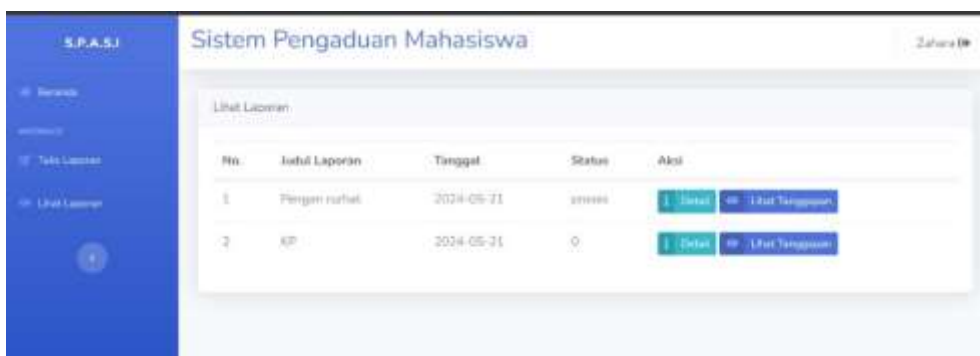 S.P.A.S.I
Sistem Pengaduan Mahasiswa
Zahara
Beranda
Lihat Laporan
Tulis Laporan
Lihat Laporan
No. Judul Laporan Tanggal Status Aksi
1 Pengen curhat 2024-05-21 proses Detail Lihat Tanggapan
2 KP 2024-05-21 0 Detail Lihat Tanggapan